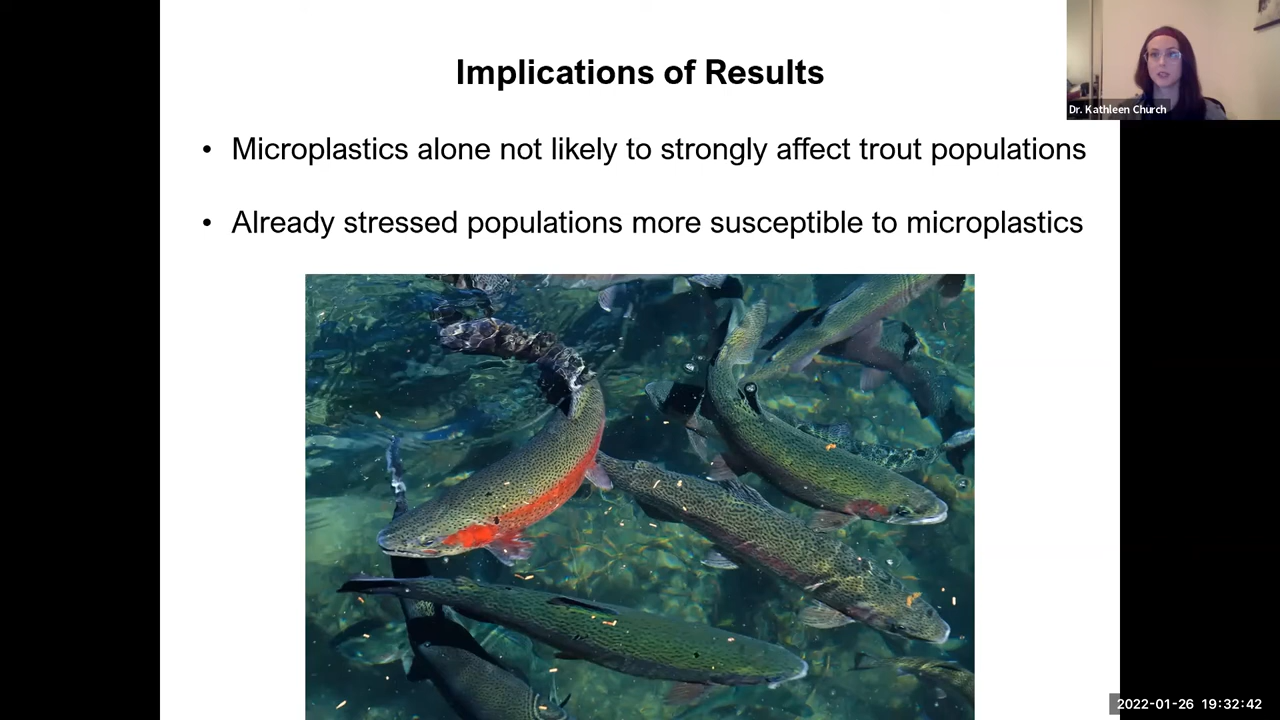 Implications of Results
Dr. Kathleen Church
• Microplastics alone not likely to strongly affect trout populations
• Already stressed populations more susceptible to microplastics
2022-01-26 19:32:42